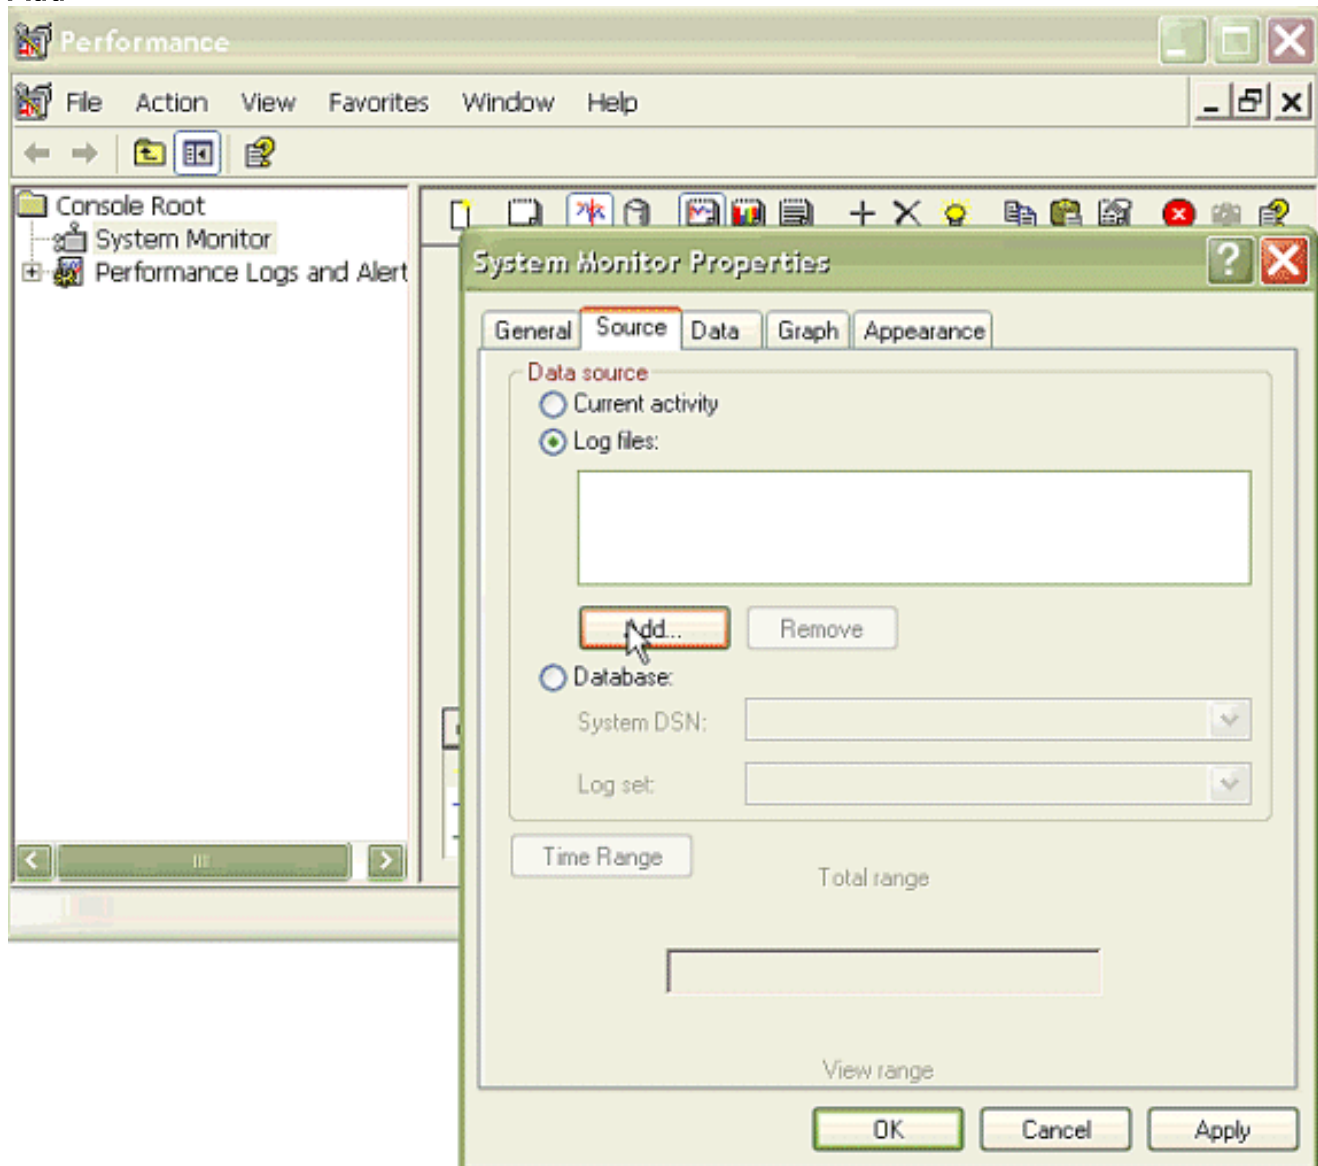 Performance
File Action View Favorites Window Help
Console Root
System Monitor
Performance Logs and Alert
System Monitor Properties
General Source Data Graph Appearance
Data source
Current activity
Log files:
Add... Remove
Database:
System DSN:
Log set:
Time Range
Total range
View range
OK Cancel Apply